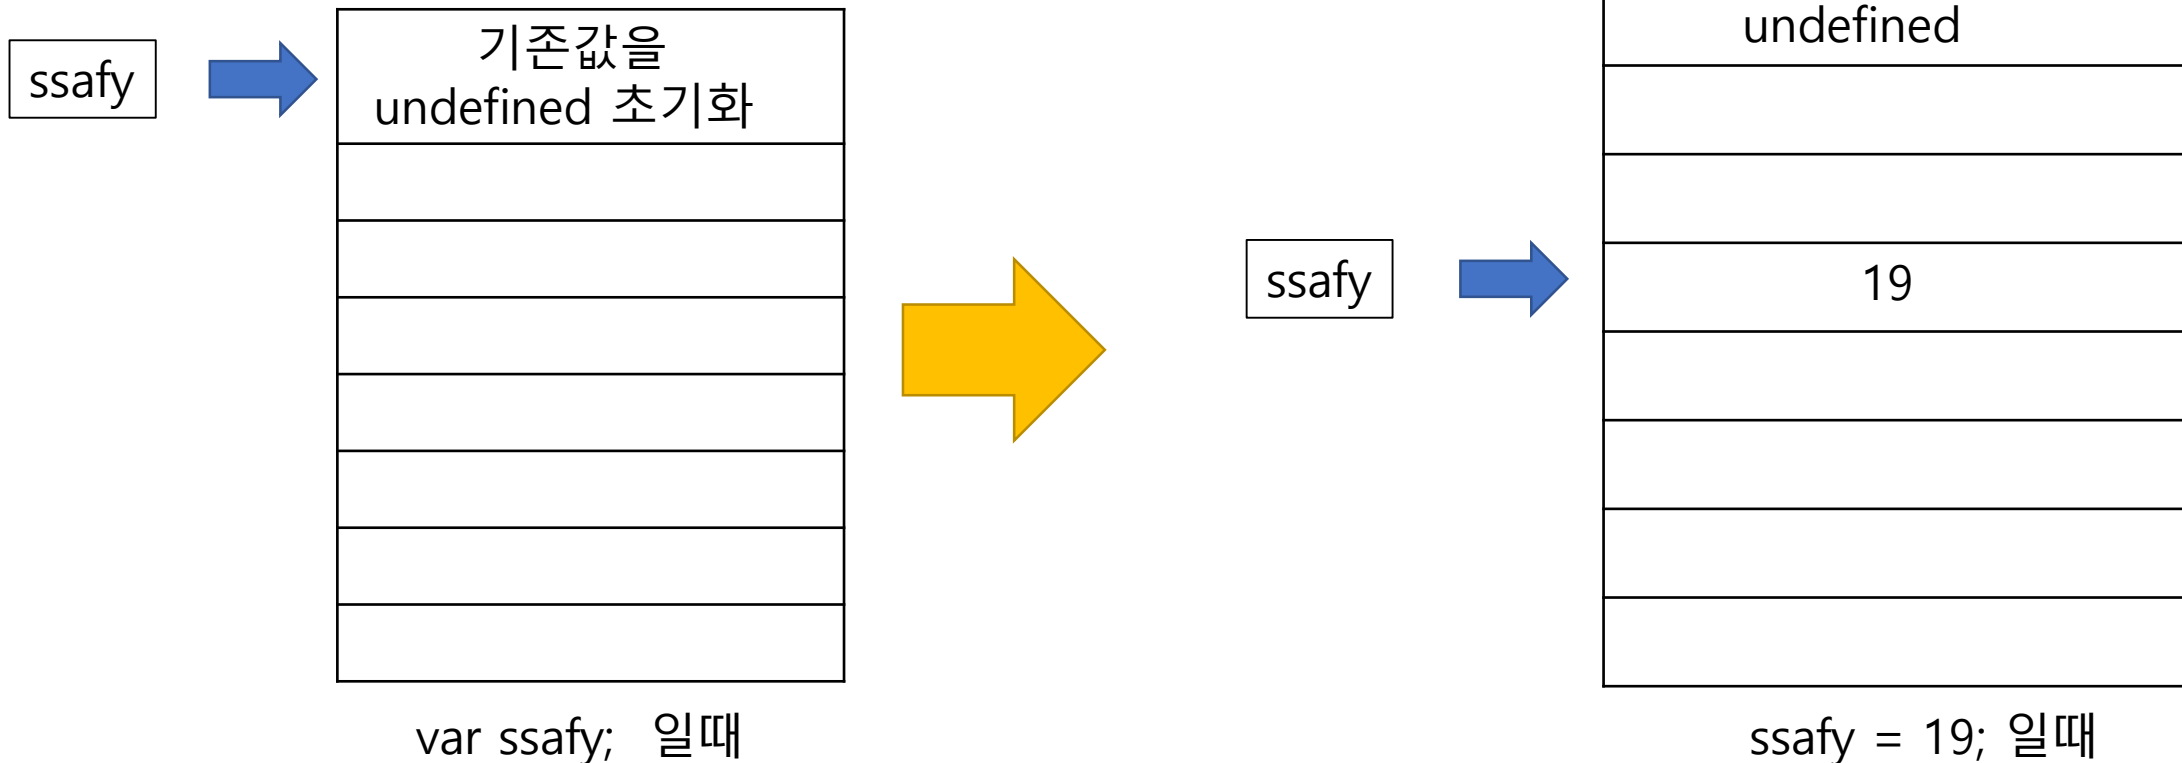 ssafy
기존값을
undefined 초기화
var ssafy; 일때
undefined
ssafy
19
ssafy = 19; 일때